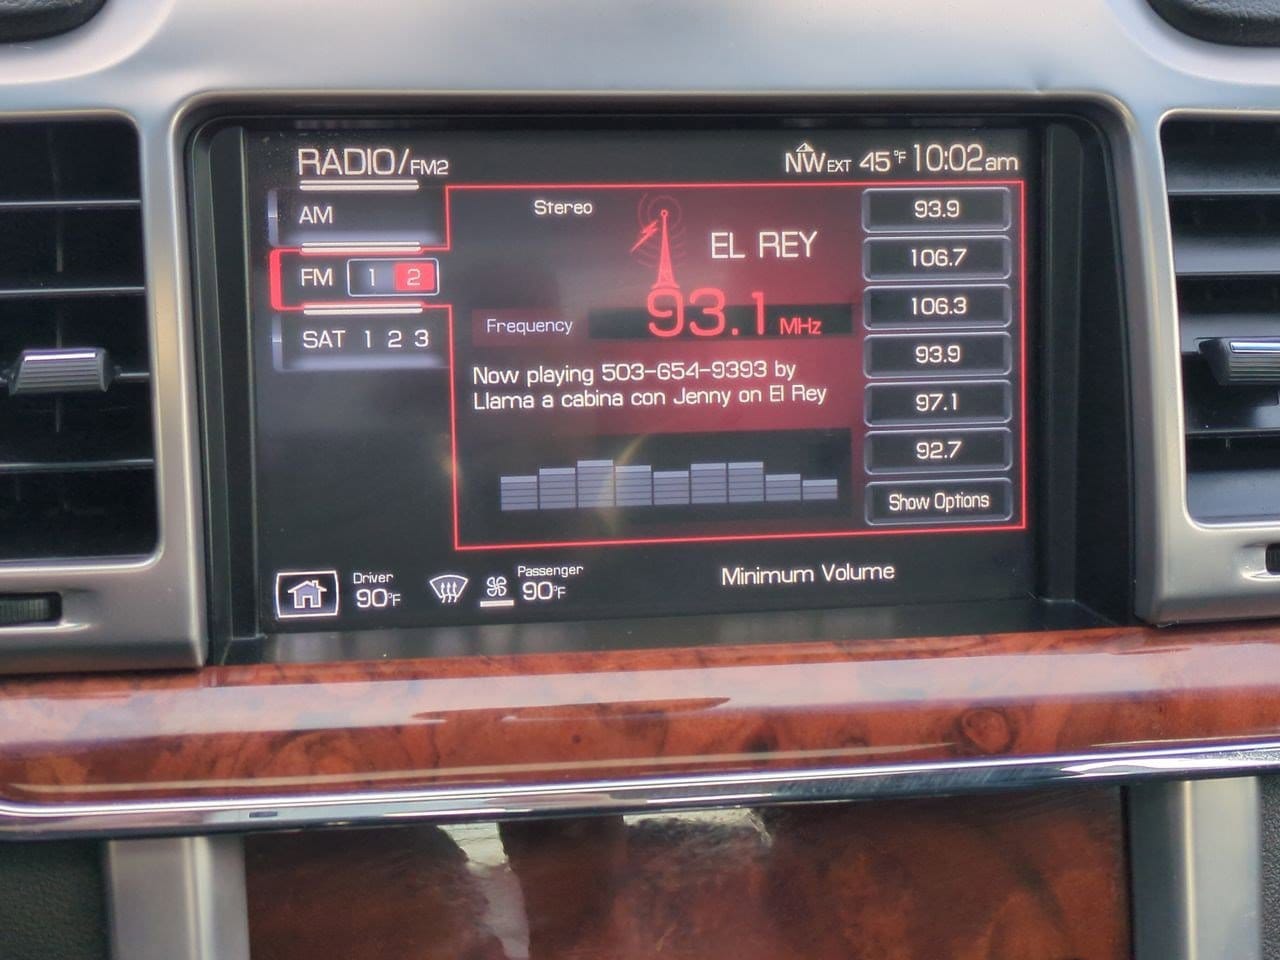 RADIO/FM2
NW EXT 45°F 10:02am
AM
FM 1 2
SAT 1 2 3
Stereo
EL REY
Frequency 93.1 MHz
Now playing 503-654-9393 by
Llama a cabina con Jenny on El Rey
93.9
106.7
106.3
93.9
97.1
92.7
Show Options
Driver
90°F
Passenger
90°F
Minimum Volume